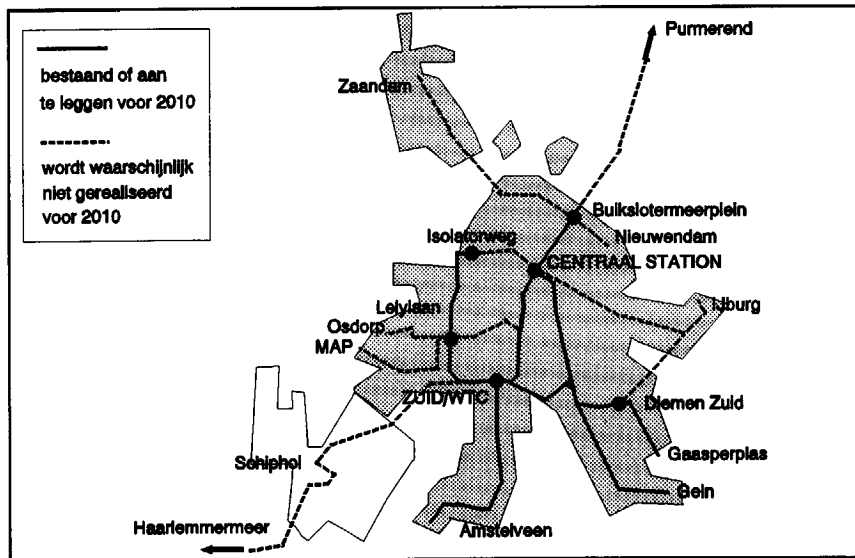 bestaand of aan
te leggen voor 2010
wordt waarschijnlijk
niet gerealiseerd
voor 2010
Purmerend
Zaandam
Buikslotermeerplein
Nieuwendam
Isolatorweg
CENTRAAL STATION
IJburg
Lelylaan
Osdorp
MAP
ZUID/WTC
Diemen Zuid
Gaasperplas
Schiphol
Gein
Haarlemmermeer
Amstelveen